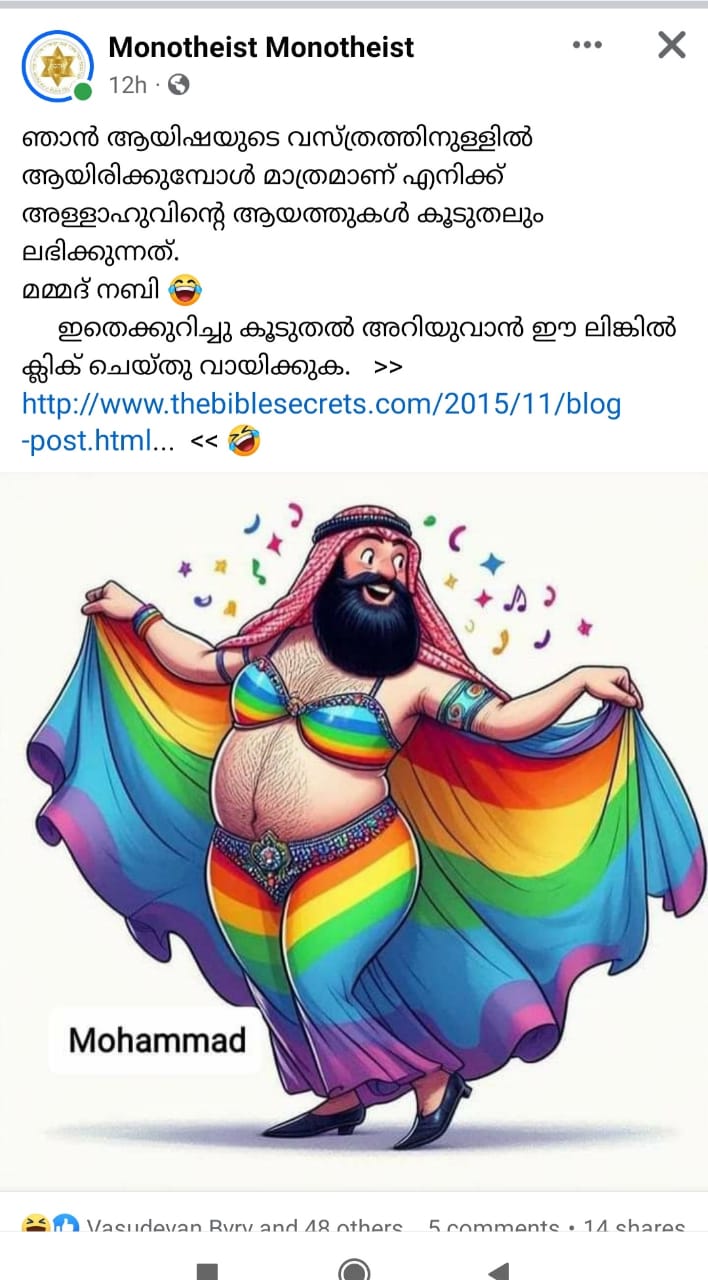 Monotheist Monotheist
12h
ഞാൻ ആയിഷയുടെ വസ്ത്രത്തിനുള്ളിൽ
ആയിരിക്കുമ്പോൾ മാത്രമാണ് എനിക്ക്
അള്ളാഹുവിന്റെ ആയത്തുകൾ കൂടുതലും
ലഭിക്കുന്നത്.
മമ്മദ് നബി 😂
ഇതെക്കുറിച്ചു കൂടുതൽ അറിയുവാൻ ഈ ലിങ്കിൽ
ക്ലിക് ചെയ്തു വായിക്കുക. >>
http://www.thebiblesecrets.com/2015/11/blog
-post.html... << 🤣
Mohammad
Vasudevan Byry and 48 others 5 comments • 14 shares